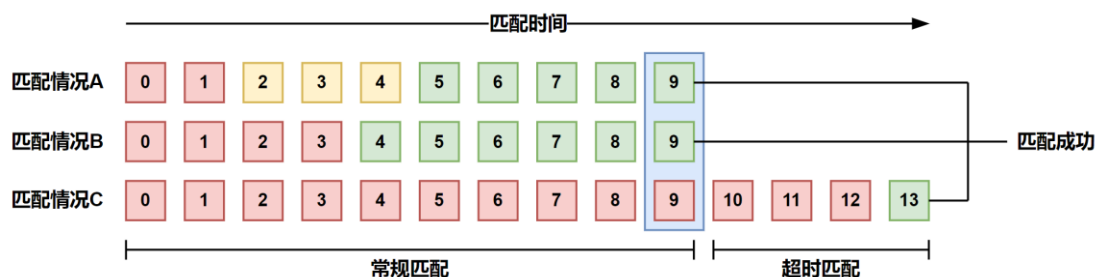 匹配时间
匹配情况A 0 1 2 3 4 5 6 7 8 9
匹配情况B 0 1 2 3 4 5 6 7 8 9
匹配成功
匹配情况C 0 1 2 3 4 5 6 7 8 9 10 11 12 13
常规匹配 超时匹配